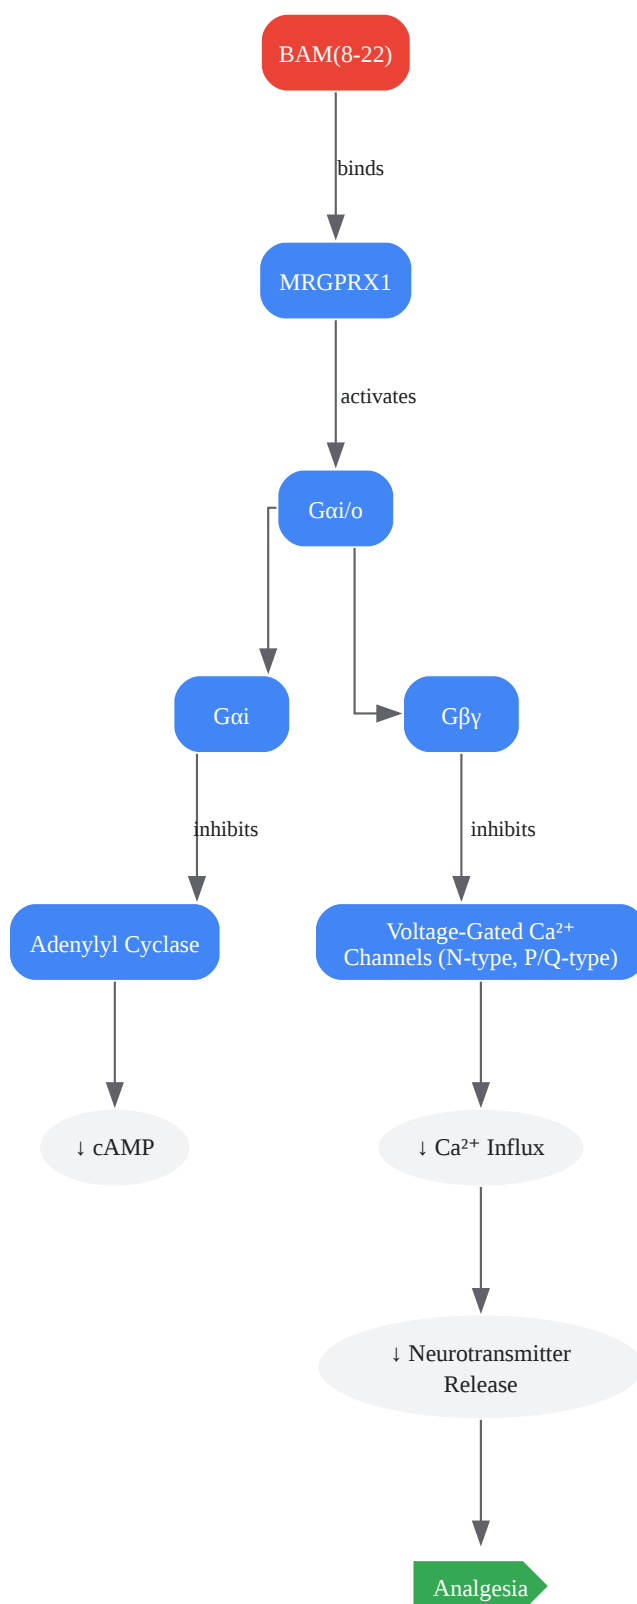 BAM(8-22)
binds
MRGPRX1
activates
Gαi/o
Gαi
Gβγ
inhibits
inhibits
Adenylyl Cyclase
Voltage-Gated Ca²⁺
Channels (N-type, P/Q-type)
↓ cAMP
↓ Ca²⁺ Influx
↓ Neurotransmitter
Release
Analgesia